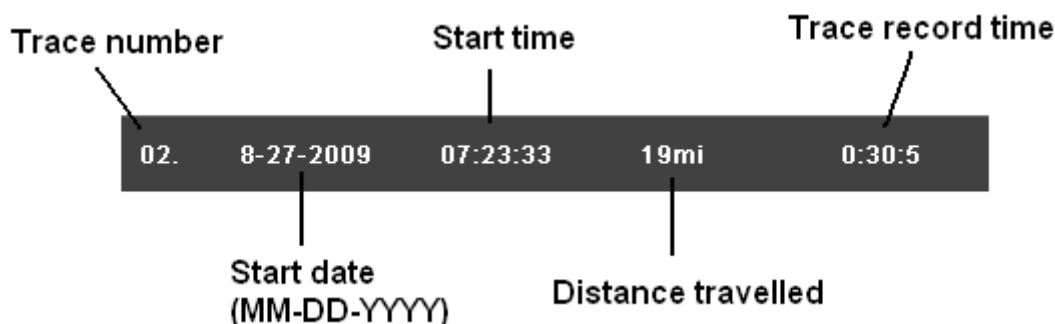 Trace number
Start time
Trace record time
02. 8-27-2009 07:23:33 19mi 0:30:5
Start date
(MM-DD-YYYY)
Distance travelled